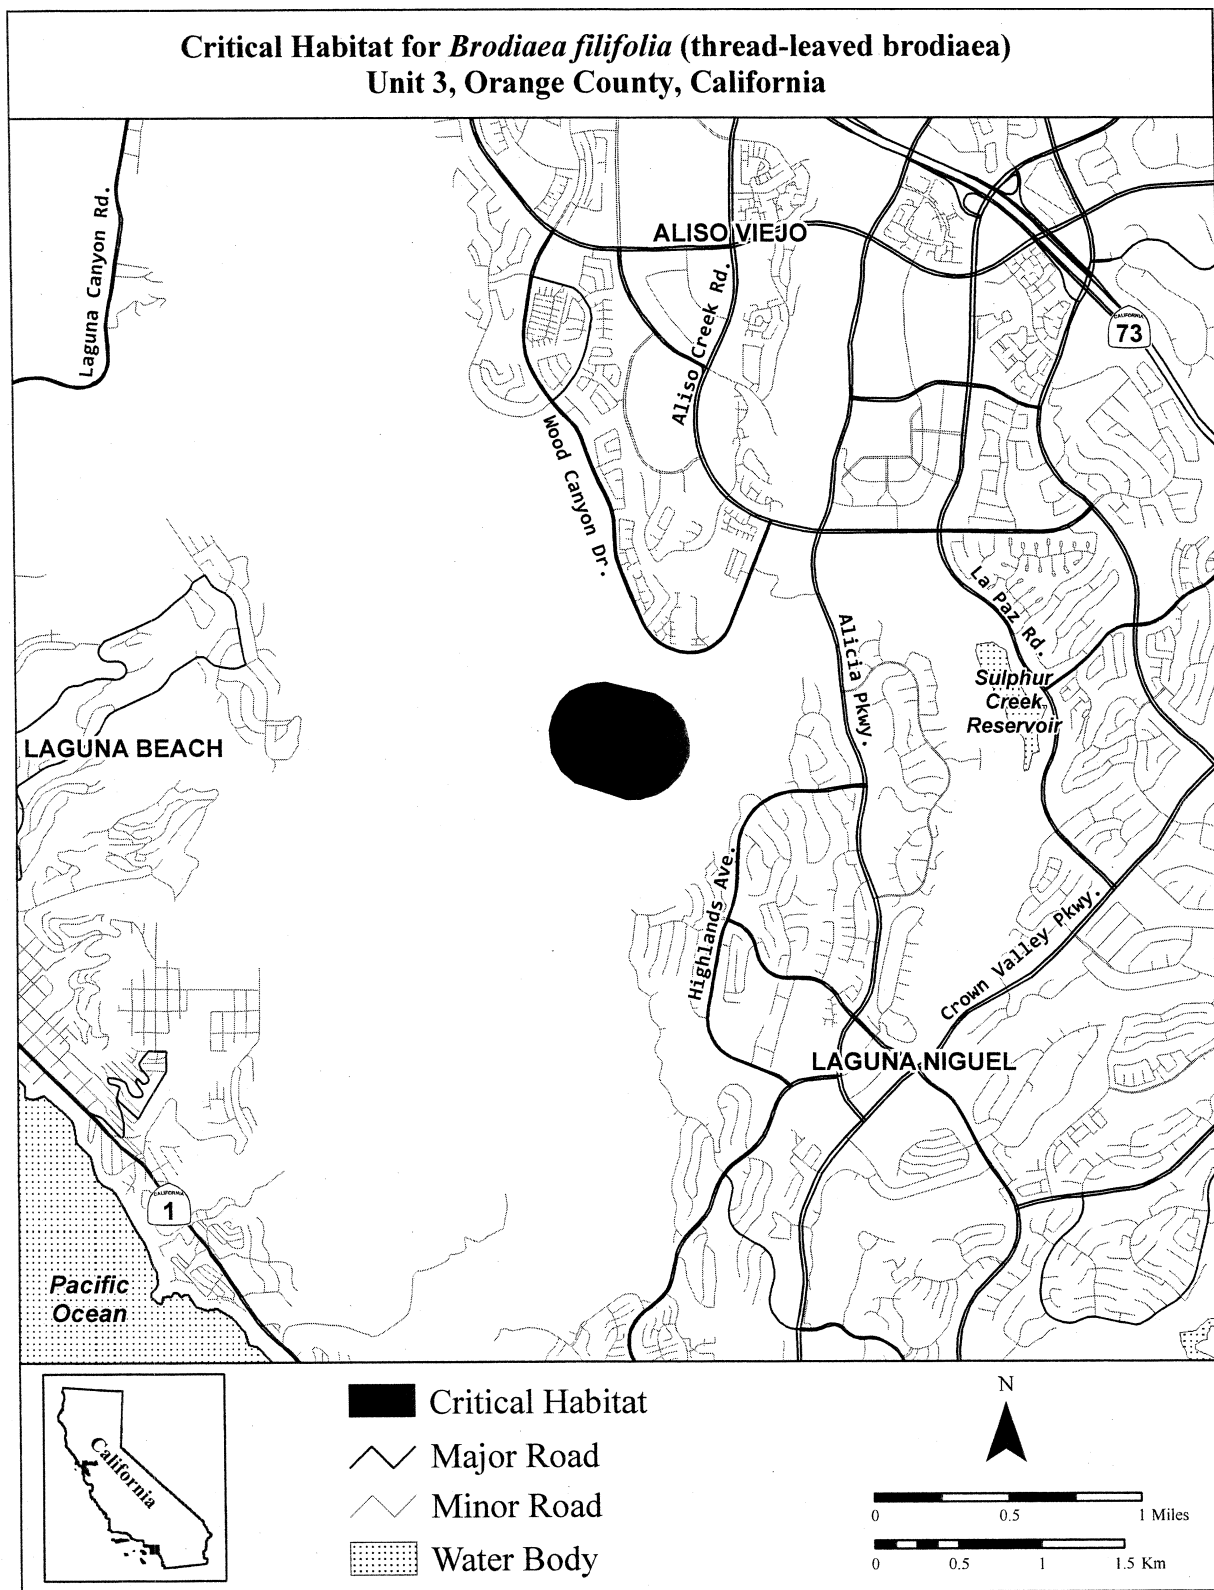 Critical Habitat for Brodiaea filifolia (thread-leaved brodiaea)
Unit 3, Orange County, California
Laguna Canyon Rd.
ALISO VIEJO
Aliso Creek Rd.
CALIFORNIA
73
Wood Canyon Dr.
La Paz Rd.
Alicia Pkwy.
Sulphur
Creek
Reservoir
LAGUNA BEACH
Highlands Ave.
Crown Valley Pkwy.
LAGUNA NIGUEL
CALIFORNIA
1
Pacific
Ocean
California
Critical Habitat
Major Road
Minor Road
Water Body
N
0 0.5 1 Miles
0 0.5 1 1.5 Km